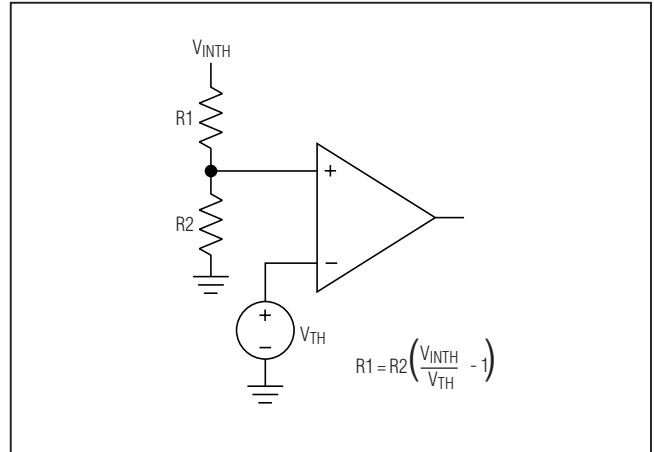 VINTH
R1
+
R2
−
+
−
VTH
R1 = R2(VINTH/VTH - 1)